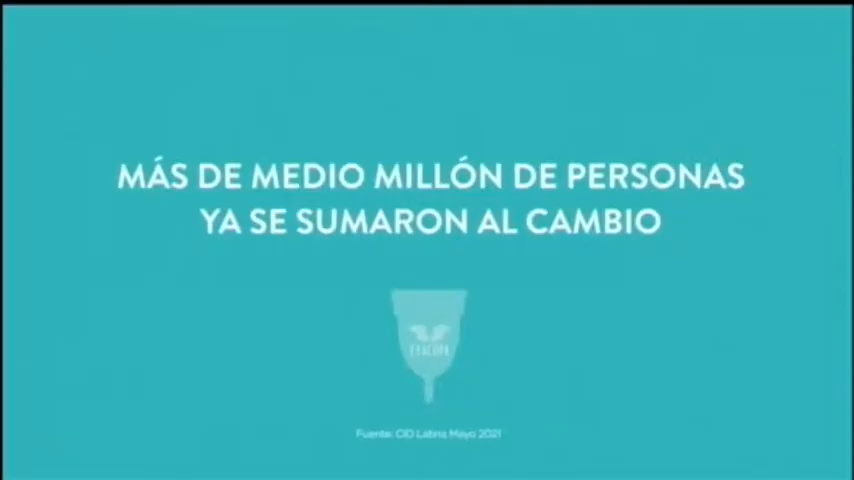 MÁS DE MEDIO MILLÓN DE PERSONAS
YA SE SUMARON AL CAMBIO
Fuente: CID Latina Mayo 2021